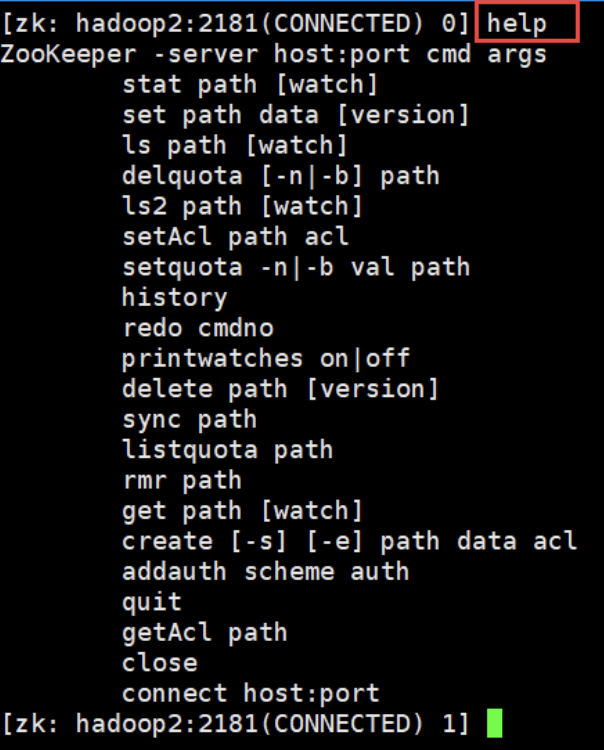 [zk: hadoop2:2181(CONNECTED) 0] help
ZooKeeper -server host:port cmd args
stat path [watch]
set path data [version]
ls path [watch]
delquota [-n|-b] path
ls2 path [watch]
setAcl path acl
setquota -n|-b val path
history
redo cmdno
printwatches on|off
delete path [version]
sync path
listquota path
rmr path
get path [watch]
create [-s] [-e] path data acl
addauth scheme auth
quit
getAcl path
close
connect host:port
[zk: hadoop2:2181(CONNECTED) 1]